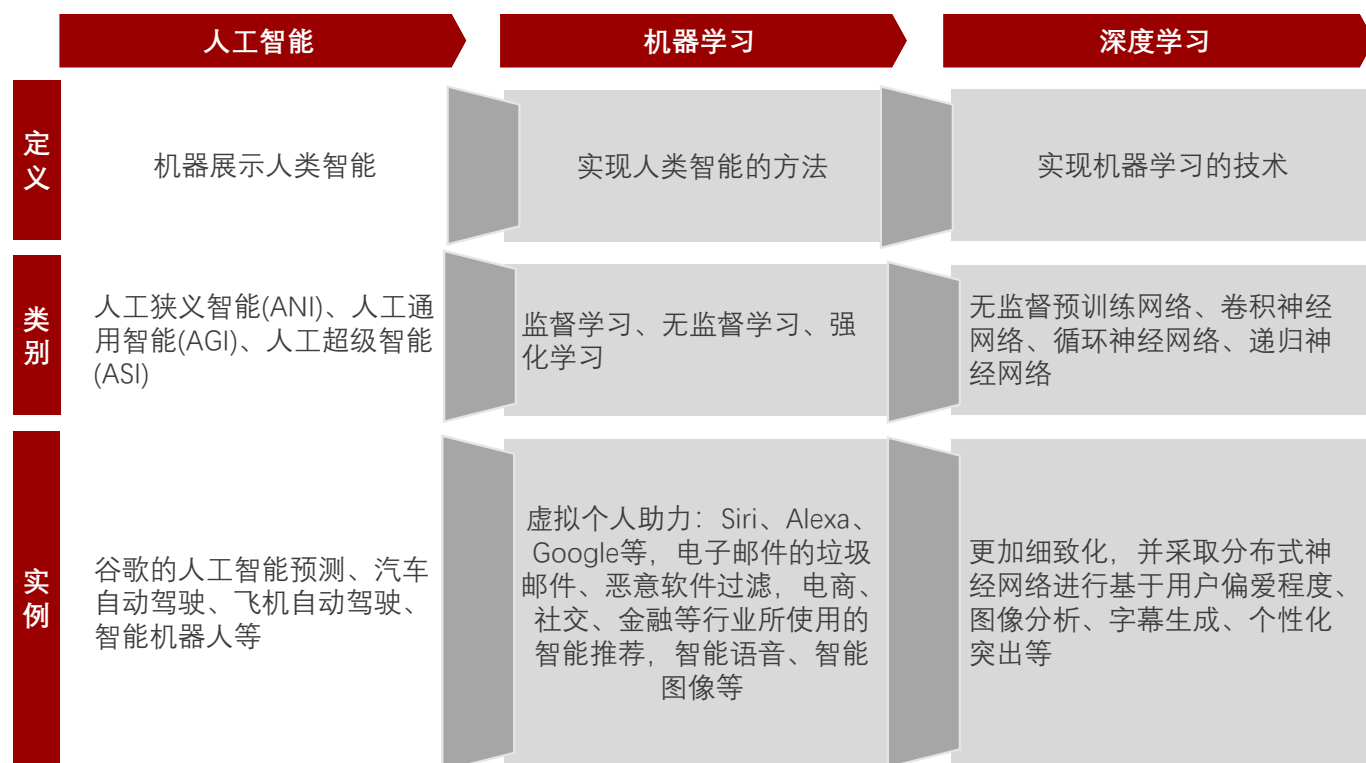 人工智能
机器学习
深度学习
定义
机器展示人类智能
实现人类智能的方法
实现机器学习的技术
类别
人工狭义智能(ANI)、人工通
用智能(AGI)、人工超级智能
(ASI)
监督学习、无监督学习、强
化学习
无监督预训练网络、卷积神经
网络、循环神经网络、递归神
经网络
实例
谷歌的人工智能预测、汽车
自动驾驶、飞机自动驾驶、
智能机器人等
虚拟个人助力：Siri、Alexa、
Google等，电子邮件的垃圾
邮件、恶意软件过滤，电商、
社交、金融等行业所使用的
智能推荐，智能语音、智能
图像等
更加细致化，并采取分布式神
经网络进行基于用户偏爱程度、
图像分析、字幕生成、个性化
突出等